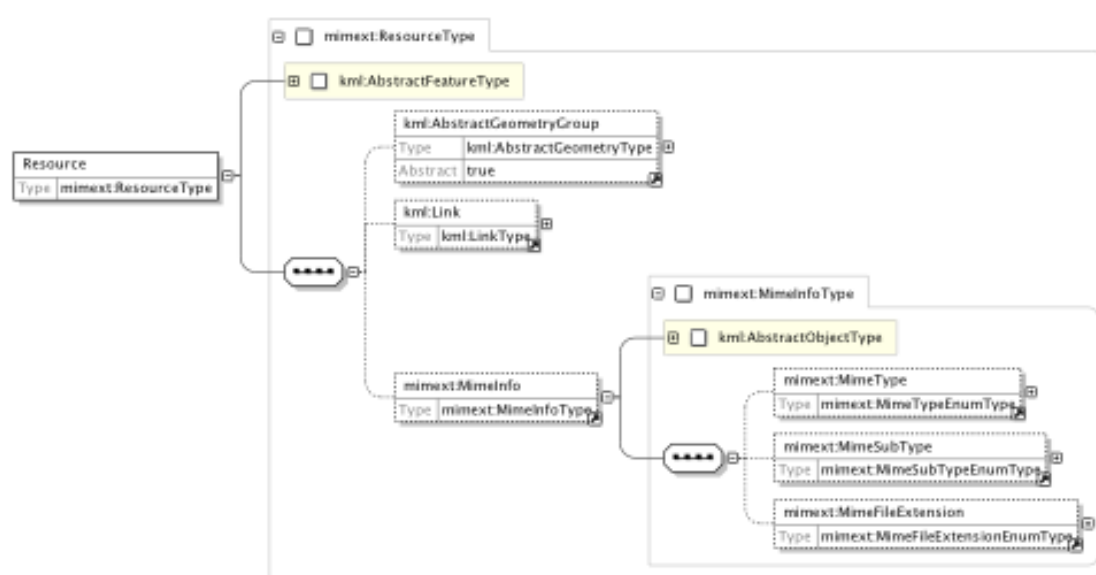 mimext:ResourceType
kml:AbstractFeatureType
kml:AbstractGeometryGroup
Type kml:AbstractGeometryType
Abstract true
Resource
Type mimext:ResourceType
kml:Link
Type kml:LinkType
mimext:MimeInfoType
kml:AbstractObjectType
mimext:MimeInfo
Type mimext:MimeInfoType
mimext:MimeType
Type mimext:MimeTypeEnumType
mimext:MimeSubType
Type mimext:MimeSubTypeEnumType
mimext:MimeFileExtension
Type mimext:MimeFileExtensionEnumType